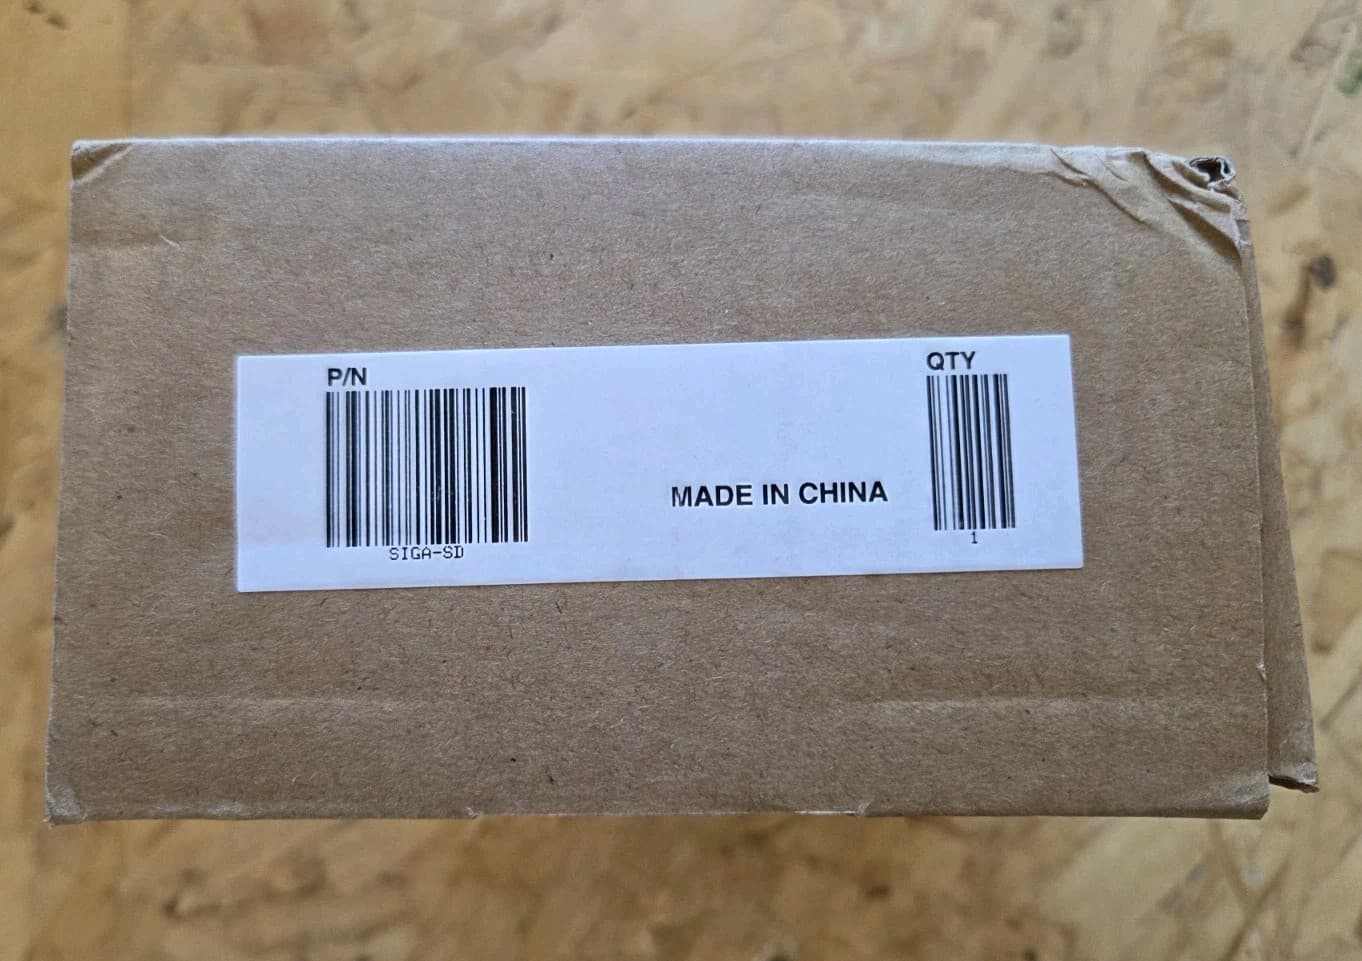 P/N
SIGA-SD
MADE IN CHINA
QTY
1